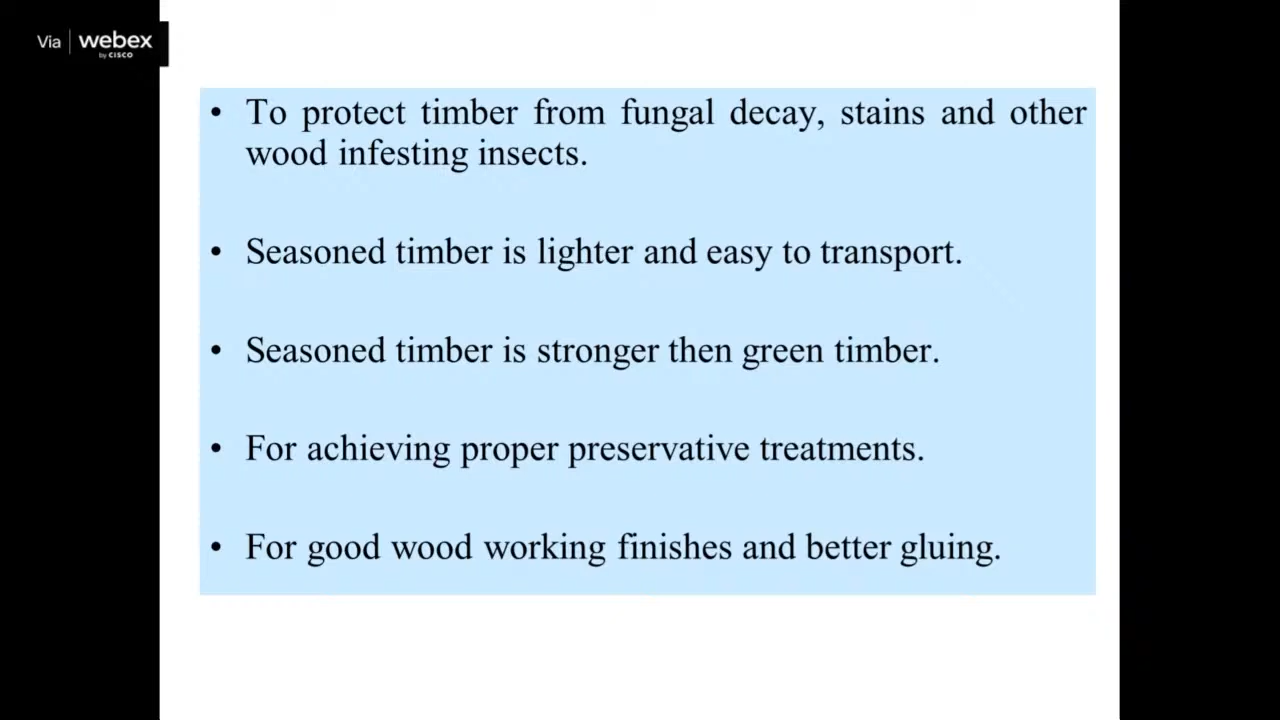 Via | webex
by CISCO
• To protect timber from fungal decay, stains and other
wood infesting insects.
• Seasoned timber is lighter and easy to transport.
• Seasoned timber is stronger then green timber.
• For achieving proper preservative treatments.
• For good wood working finishes and better gluing.